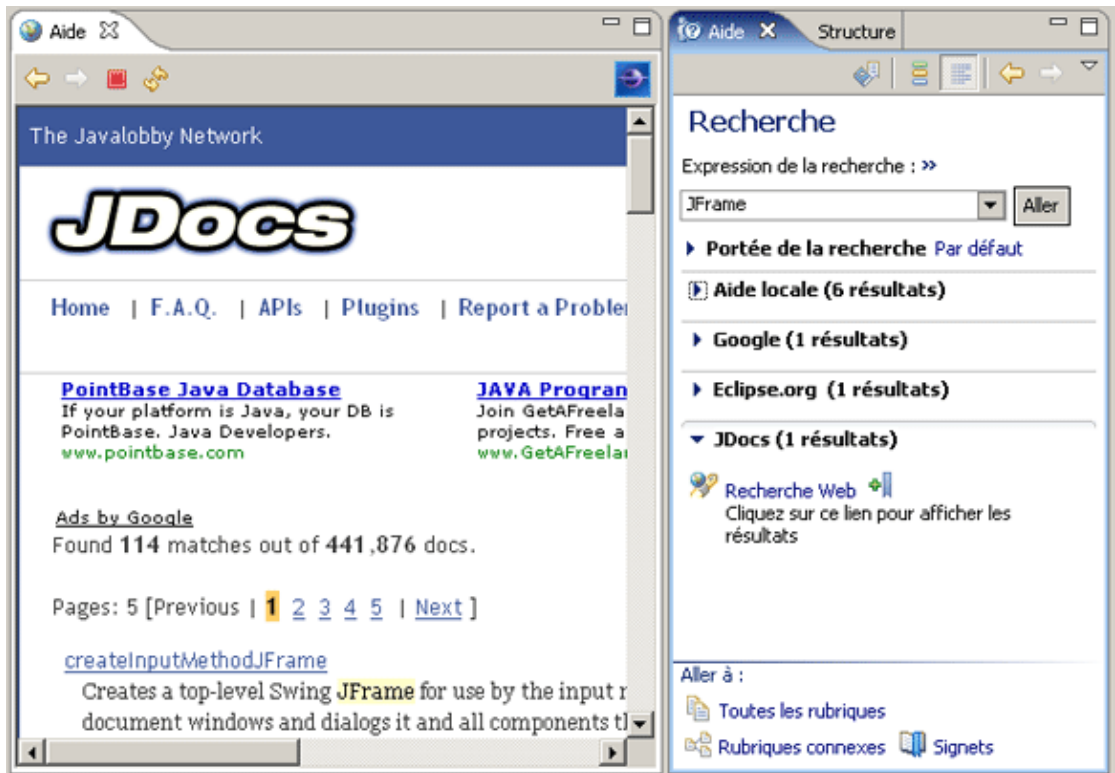 Aide
The Javalobby Network
JDocs
Home | F.A.Q. | APIs | Plugins | Report a Problem
PointBase Java Database
If your platform is Java, your DB is
PointBase. Java Developers.
www.pointbase.com
JAVA Program
Join GetAFreela
projects. Free a
www.GetAFreelan
Ads by Google
Found 114 matches out of 441,876 docs.
Pages: 5 [Previous | 1 2 3 4 5 | Next ]
createInputMethodJFrame
Creates a top-level Swing JFrame for use by the input
document windows and dialogs it and all components
Aide
Structure
Recherche
Expression de la recherche : »
JFrame
Aller
Portée de la recherche Par défaut
Aide locale (6 résultats)
Google (1 résultats)
Eclipse.org (1 résultats)
JDocs (1 résultats)
Recherche Web
Cliquez sur ce lien pour afficher les
résultats
Aller à :
Toutes les rubriques
Rubriques connexes Signets